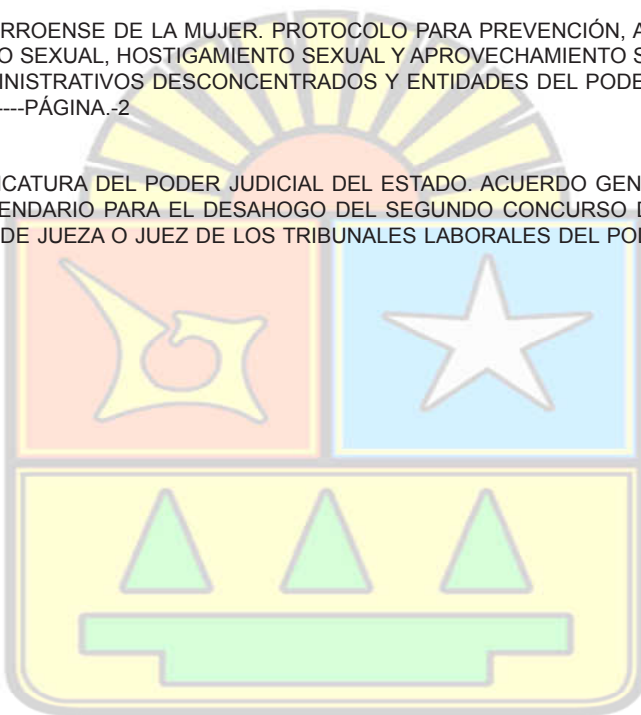 RROENSE DE LA MUJER. PROTOCOLO PARA PREVENCIÓN, A
O SEXUAL, HOSTIGAMIENTO SEXUAL Y APROVECHAMIENTO S
INISTRATIVOS DESCONCENTRADOS Y ENTIDADES DEL PODE
----PÁGINA.-2
ICATURA DEL PODER JUDICIAL DEL ESTADO. ACUERDO GEN
ENDARIO PARA EL DESAHOGO DEL SEGUNDO CONCURSO D
DE JUEZA O JUEZ DE LOS TRIBUNALES LABORALES DEL POD